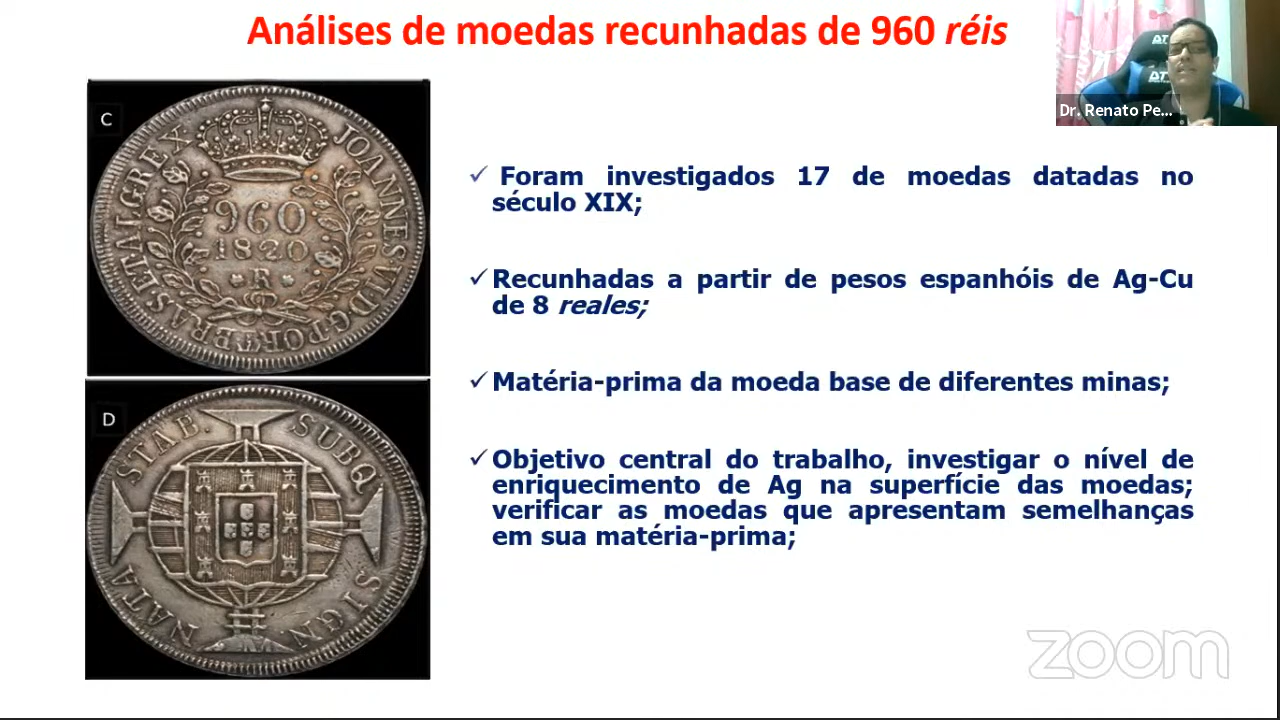 Análises de moedas recunhadas de 960 réis
Dr. Renato Pe...
C
JOANNES.VI.D.G.PORT.BRAS.ET.ALG.REX
960
1820
R
✓ Foram investigados 17 de moedas datadas no
século XIX;
✓ Recunhadas a partir de pesos espanhóis de Ag-Cu
de 8 reales;
✓ Matéria-prima da moeda base de diferentes minas;
✓ Objetivo central do trabalho, investigar o nível de
enriquecimento de Ag na superfície das moedas;
verificar as moedas que apresentam semelhanças
em sua matéria-prima;
D
STAB. SUBQ. SIGN. NATA
zoom